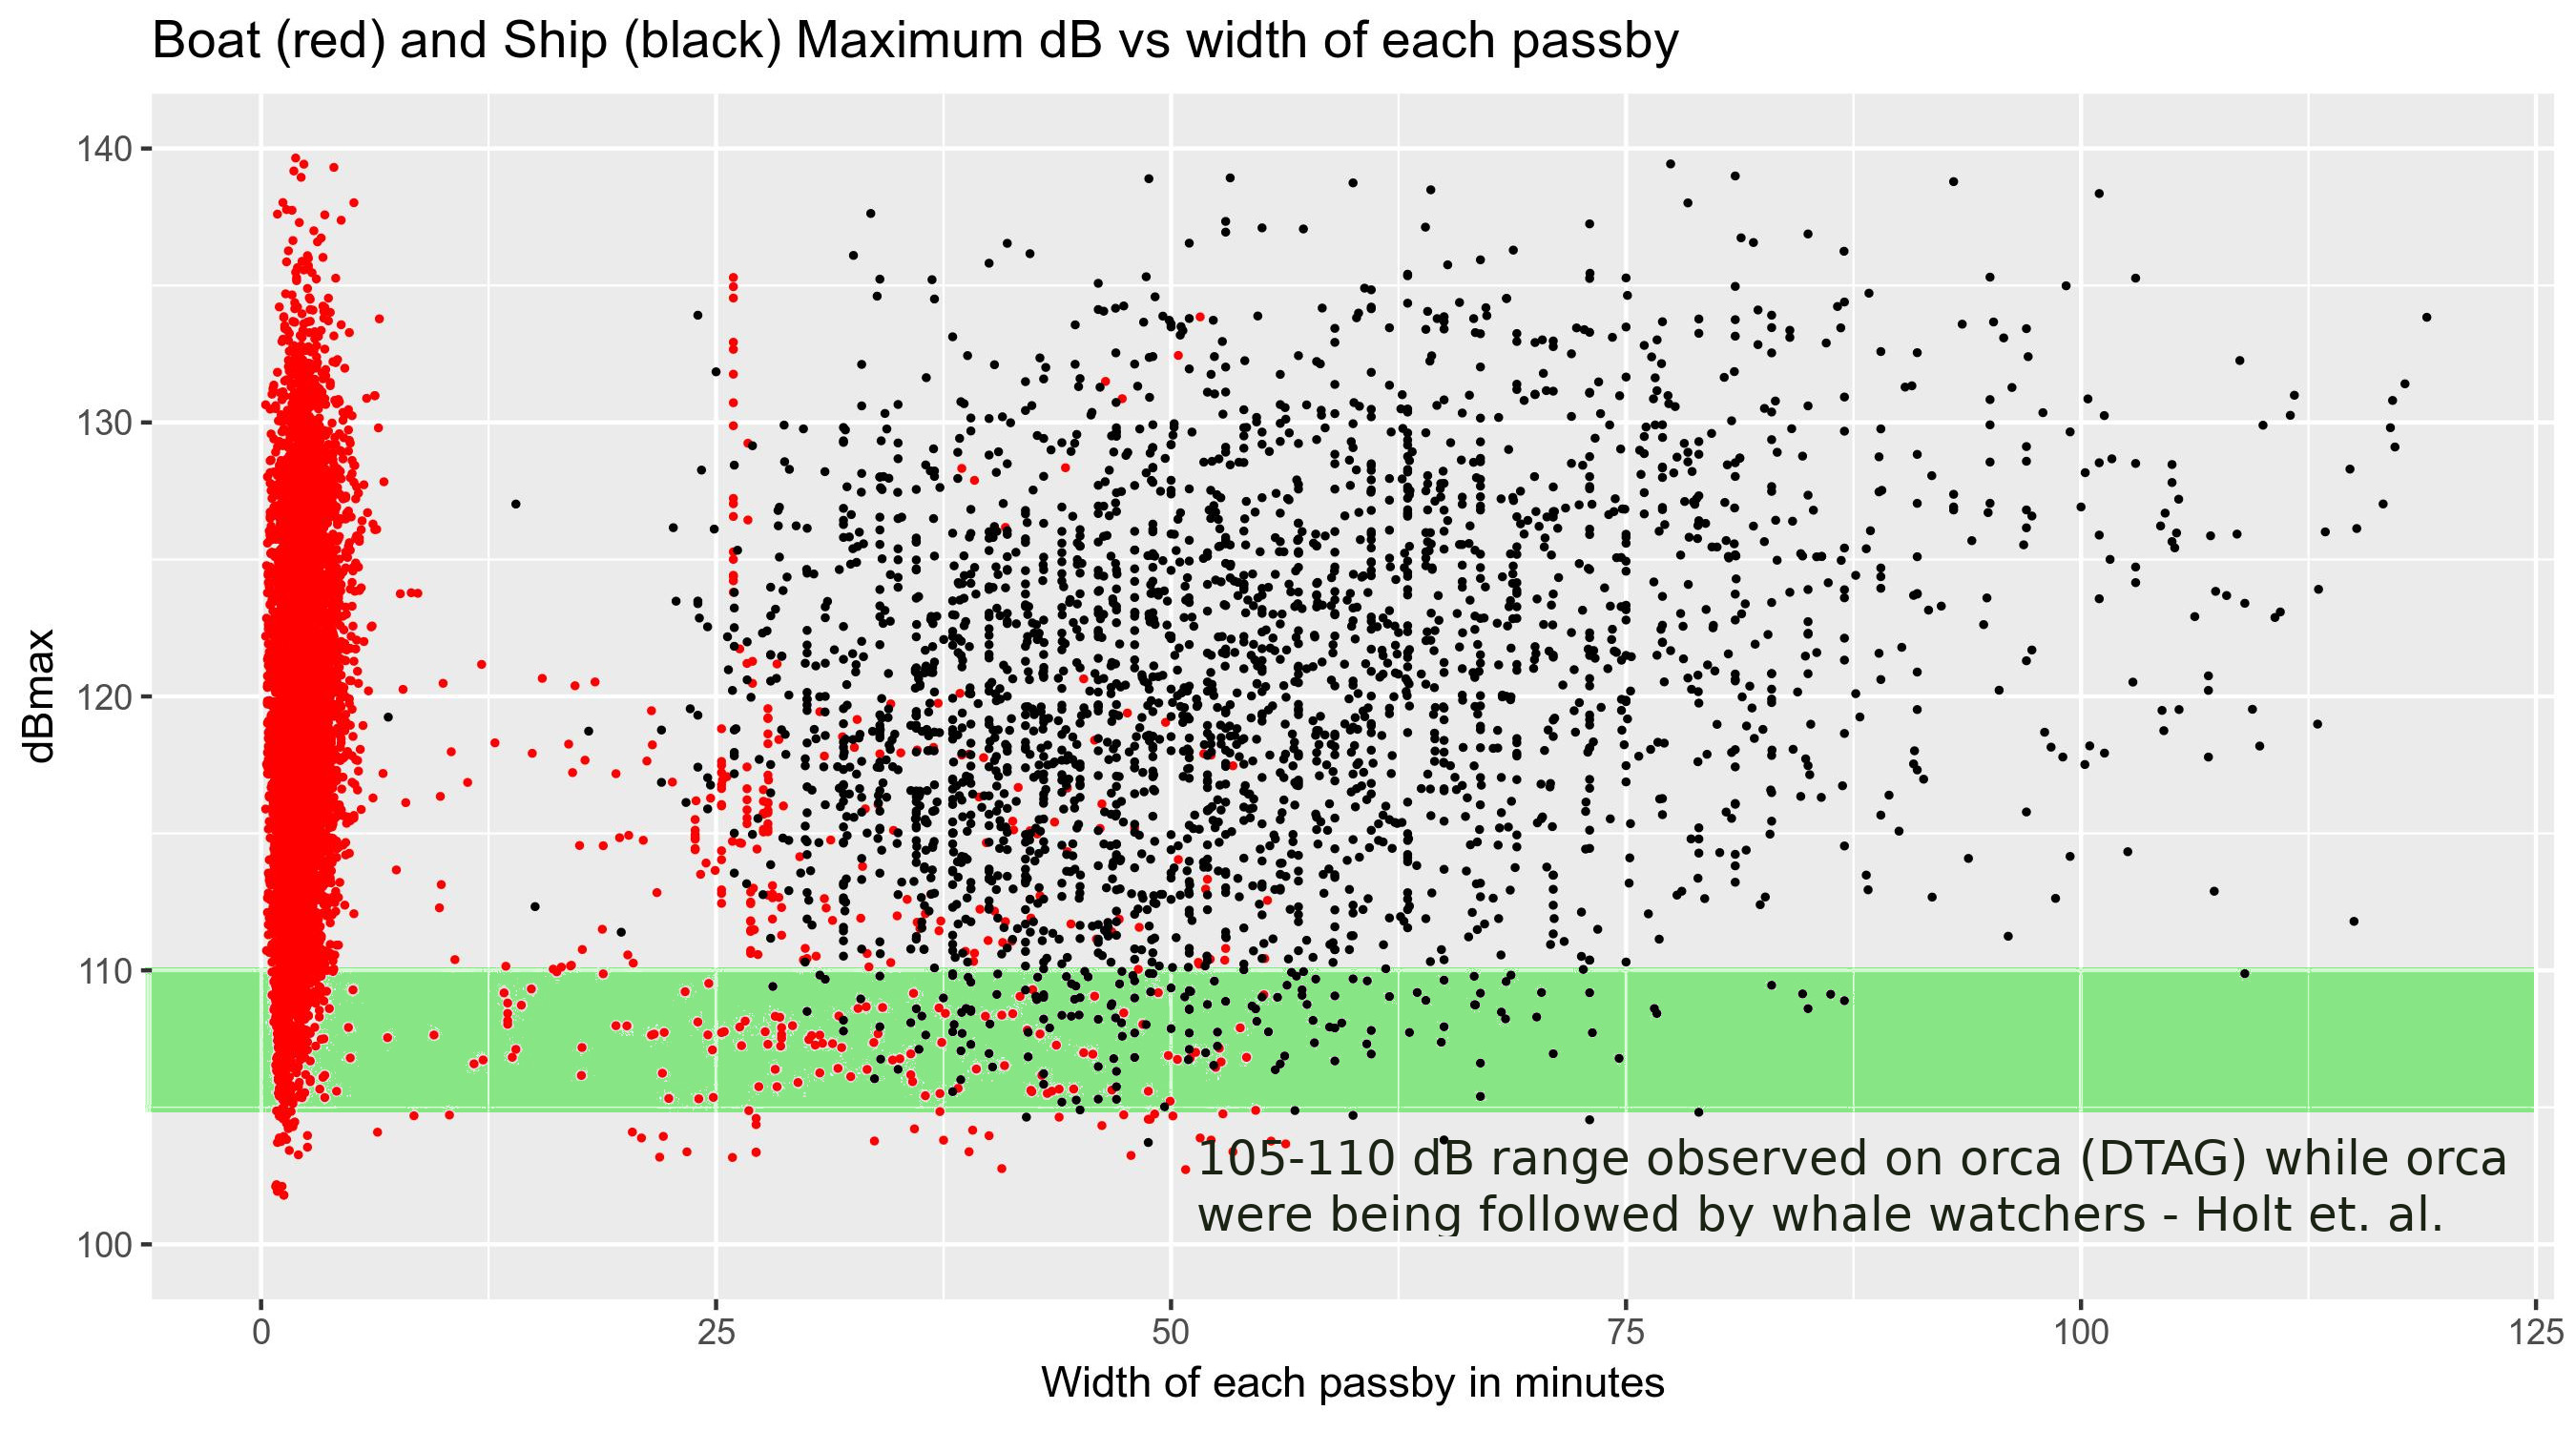 Boat (red) and Ship (black) Maximum dB vs width of each passby
dBmax
140
130
120
110
100
105-110 dB range observed on orca (DTAG) while orca
were being followed by whale watchers - Holt et. al.
0 25 50 75 100 125
Width of each passby in minutes